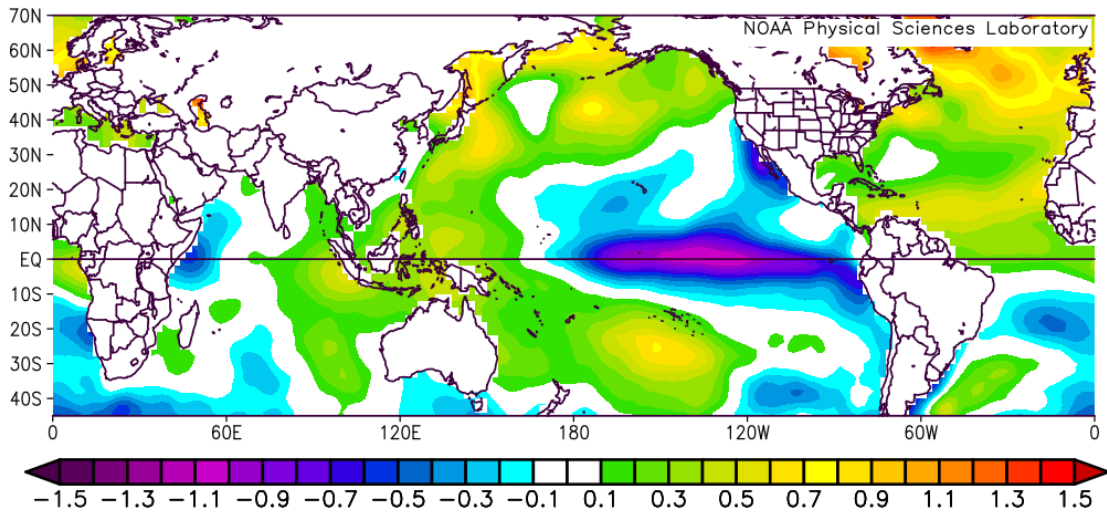 NOAA Physical Sciences Laboratory
70N
60N
50N
40N
30N
20N
10N
EQ
10S
20S
30S
40S
0 60E 120E 180 120W 60W 0
−1.5 −1.3 −1.1 −0.9 −0.7 −0.5 −0.3 −0.1 0.1 0.3 0.5 0.7 0.9 1.1 1.3 1.5